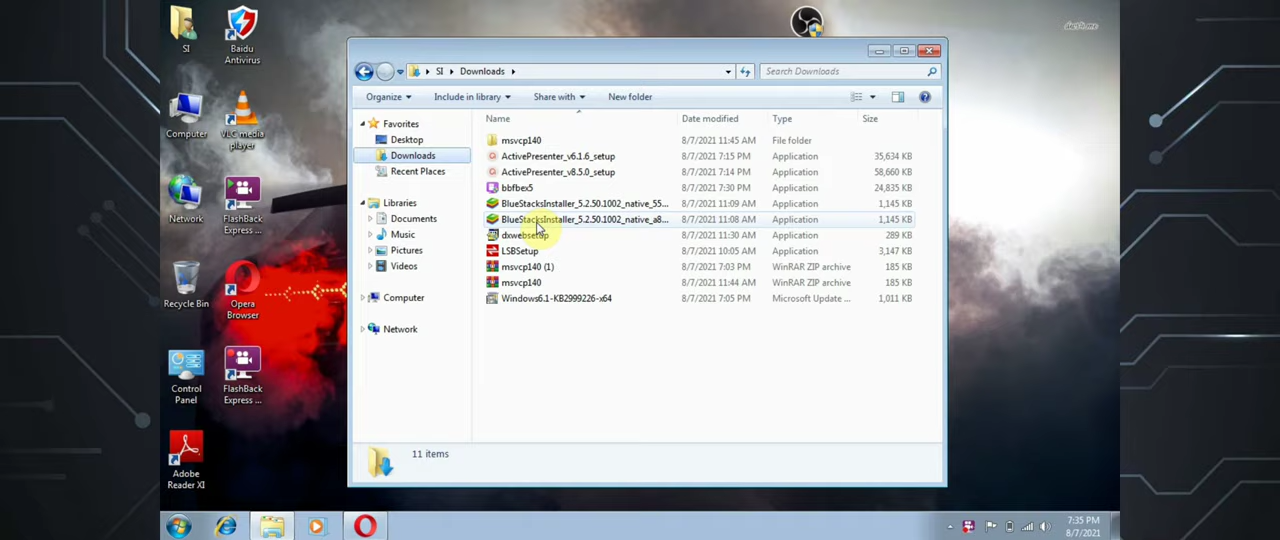 SI
Baidu
Antivirus
Computer
VLC media
player
Network
FlashBack
Express ...
Recycle Bin
Opera
Browser
Control
Panel
FlashBack
Express ...
Adobe
Reader XI
SI
Downloads
Search Downloads
Organize
Include in library
Share with
New folder
Favorites
Desktop
Downloads
Recent Places
Libraries
Documents
Music
Pictures
Videos
Computer
Network
Name Date modified Type Size
msvcp140 8/7/2021 11:45 AM File folder
ActivePresenter_v6.1.6_setup 8/7/2021 7:15 PM Application 35,634 KB
ActivePresenter_v8.5.0_setup 8/7/2021 7:14 PM Application 58,660 KB
bbfbex5 8/7/2021 7:30 PM Application 24,835 KB
BlueStacksInstaller_5.2.50.1002_native_55... 8/7/2021 11:09 AM Application 1,145 KB
BlueStacksInstaller_5.2.50.1002_native_a8... 8/7/2021 11:08 AM Application 1,145 KB
dxwebsetup 8/7/2021 11:30 AM Application 289 KB
LSBSetup 8/7/2021 10:05 AM Application 3,147 KB
msvcp140 (1) 8/7/2021 7:03 PM WinRAR ZIP archive 185 KB
msvcp140 8/7/2021 11:44 AM WinRAR ZIP archive 185 KB
Windows6.1-KB2999226-x64 8/7/2021 7:05 PM Microsoft Update ... 1,011 KB
11 items
7:35 PM
8/7/2021